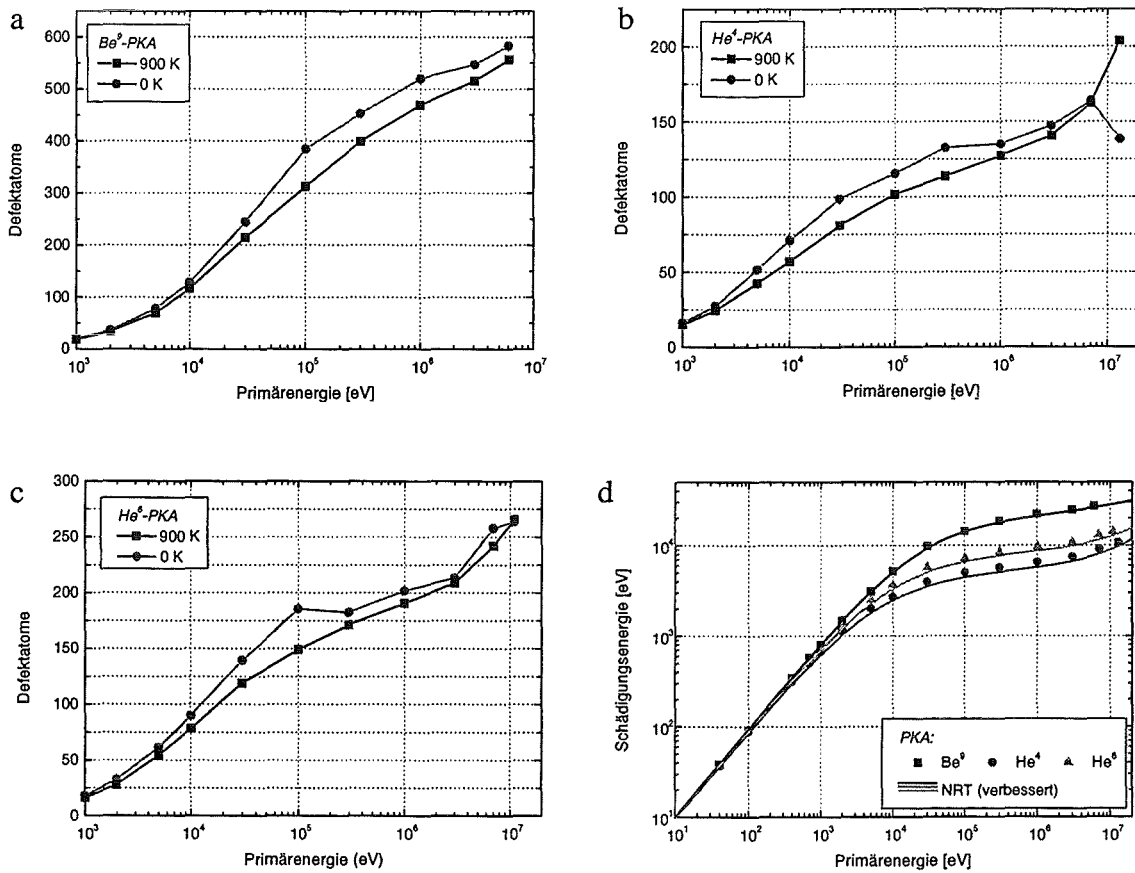 a
Be⁹-PKA
900 K
0 K
Defektatome
600
500
400
300
200
100
0
10³ 10⁴ 10⁵ 10⁶ 10⁷
Primärenergie [eV]
b
He⁴-PKA
900 K
0 K
Defektatome
200
150
100
50
0
10³ 10⁴ 10⁵ 10⁶ 10⁷
Primärenergie [eV]
c
He⁶-PKA
900 K
0 K
Defektatome
300
250
200
150
100
50
0
10³ 10⁴ 10⁵ 10⁶ 10⁷
Primärenergie (eV)
d
Schädigungsenergie [eV]
10⁴
10³
10²
10¹
PKA:
Be⁹ He⁴ He⁶
NRT (verbessert)
10¹ 10² 10³ 10⁴ 10⁵ 10⁶ 10⁷
Primärenergie [eV]